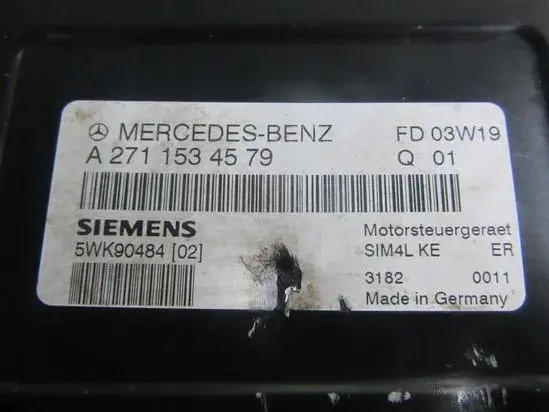 MERCEDES-BENZ FD 03W19
A 271 153 45 79 Q 01
SIEMENS Motorsteuergeraet
5WK90484 [02] SIM4L KE ER
3182 0011
Made in Germany